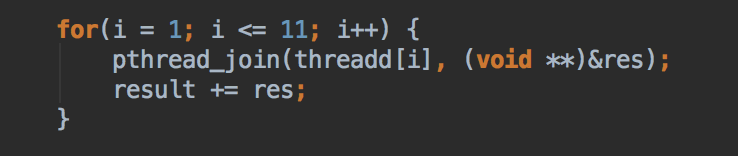 for(i = 1; i <= 11; i++) {
pthread_join(threadd[i], (void **)&res);
result += res;
}